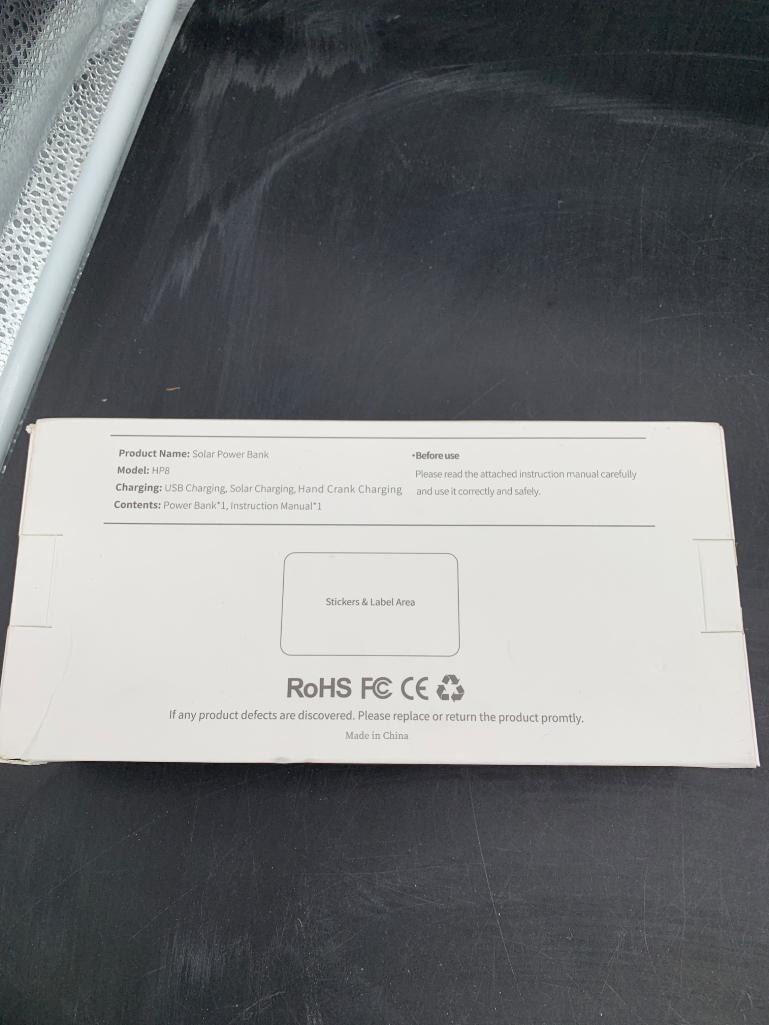 Product Name: Solar Power Bank
Model: HP8
Charging: USB Charging, Solar Charging, Hand Crank Charging
Contents: Power Bank*1, Instruction Manual*1
•Before use
Please read the attached instruction manual carefully
and use it correctly and safely.
Stickers & Label Area
RoHS FC CE
If any product defects are discovered. Please replace or return the product promtly.
Made in China